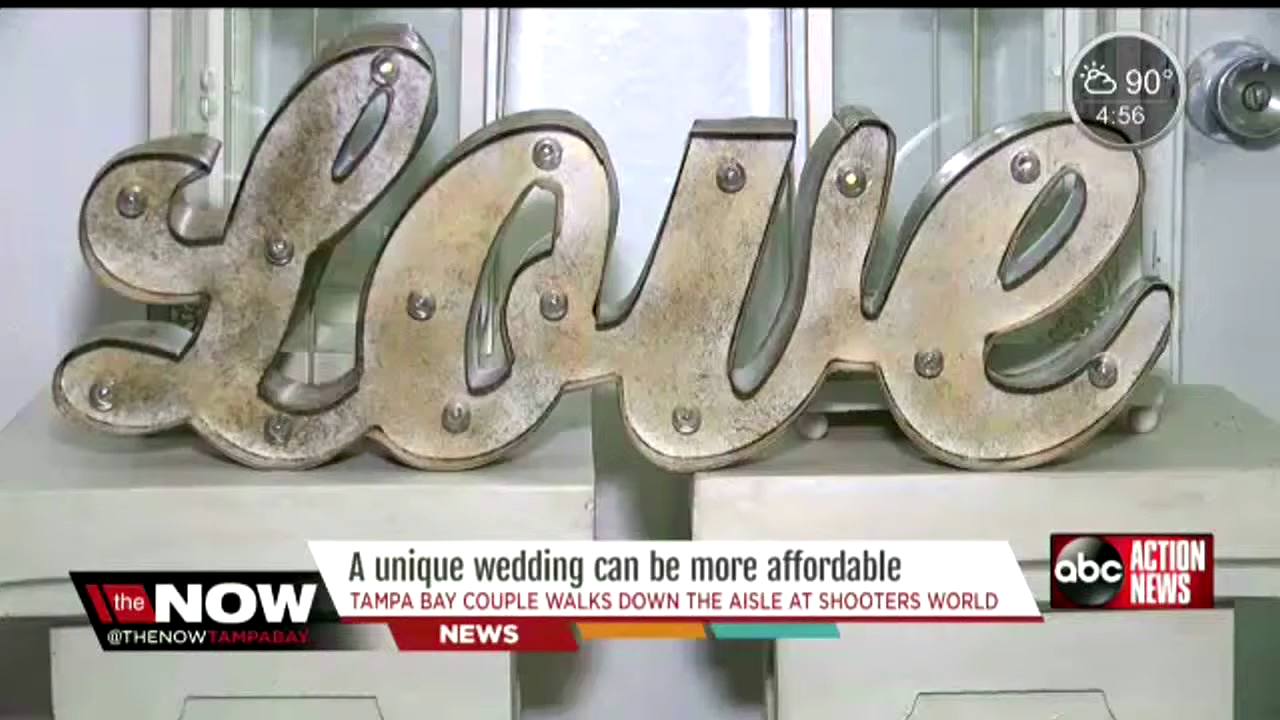 90°
4:56
Love
A unique wedding can be more affordable
TAMPA BAY COUPLE WALKS DOWN THE AISLE AT SHOOTERS WORLD
the NOW
@THENOWTAMPABAY
NEWS
abc ACTION NEWS